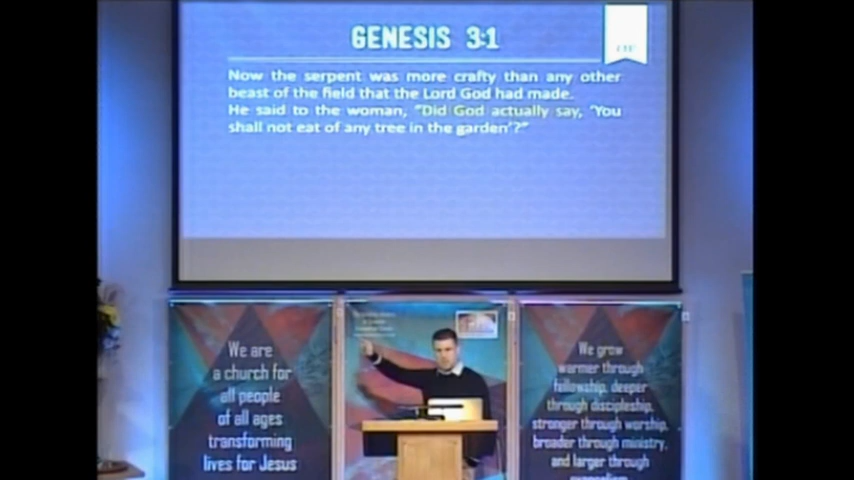 GENESIS 3:1
Now the serpent was more crafty than any other
beast of the field that the Lord God had made.
He said to the woman, "Did God actually say, 'You
shall not eat of any tree in the garden'?"
We are
a church for
all people
of all ages
transforming
lives for Jesus
We grow
warmer through
fellowship, deeper
through discipleship,
stronger through worship,
broader through ministry,
and larger through
evangelism